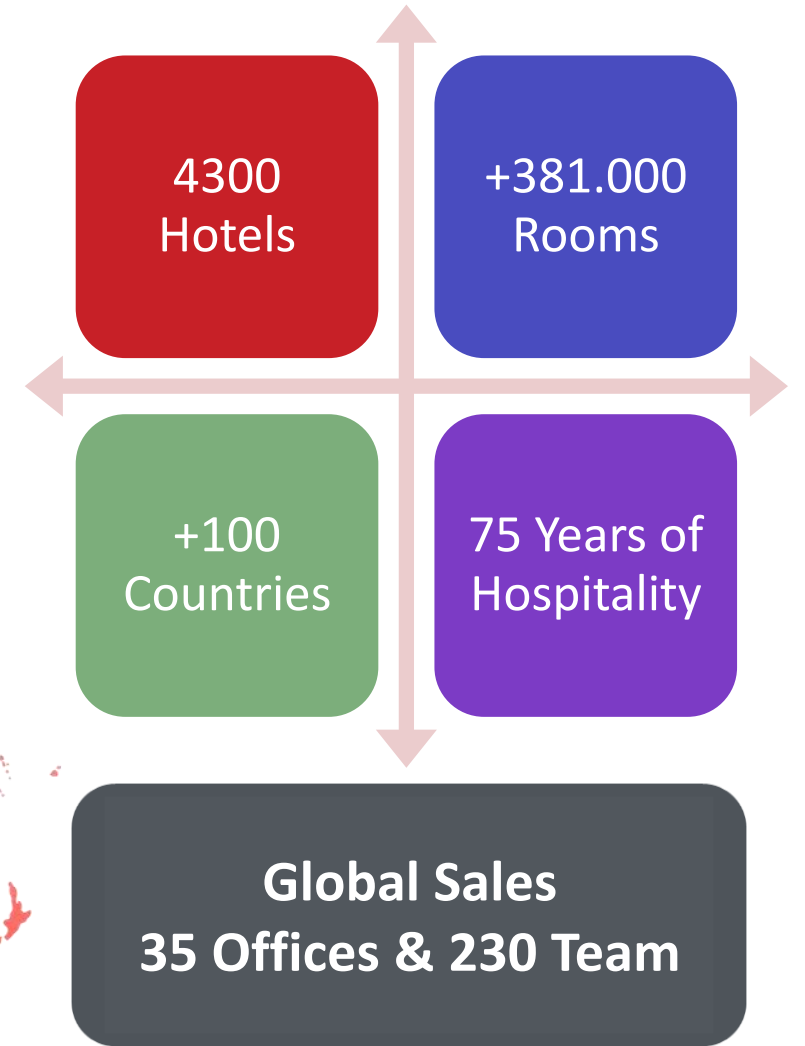 4300
Hotels
+381.000
Rooms
+100
Countries
75 Years of
Hospitality
Global Sales
35 Offices & 230 Team